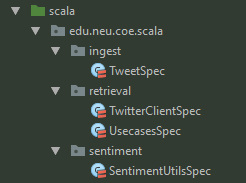 scala
edu.neu.coe.scala
ingest
TweetSpec
retrieval
TwitterClientSpec
UsecasesSpec
sentiment
SentimentUtilsSpec